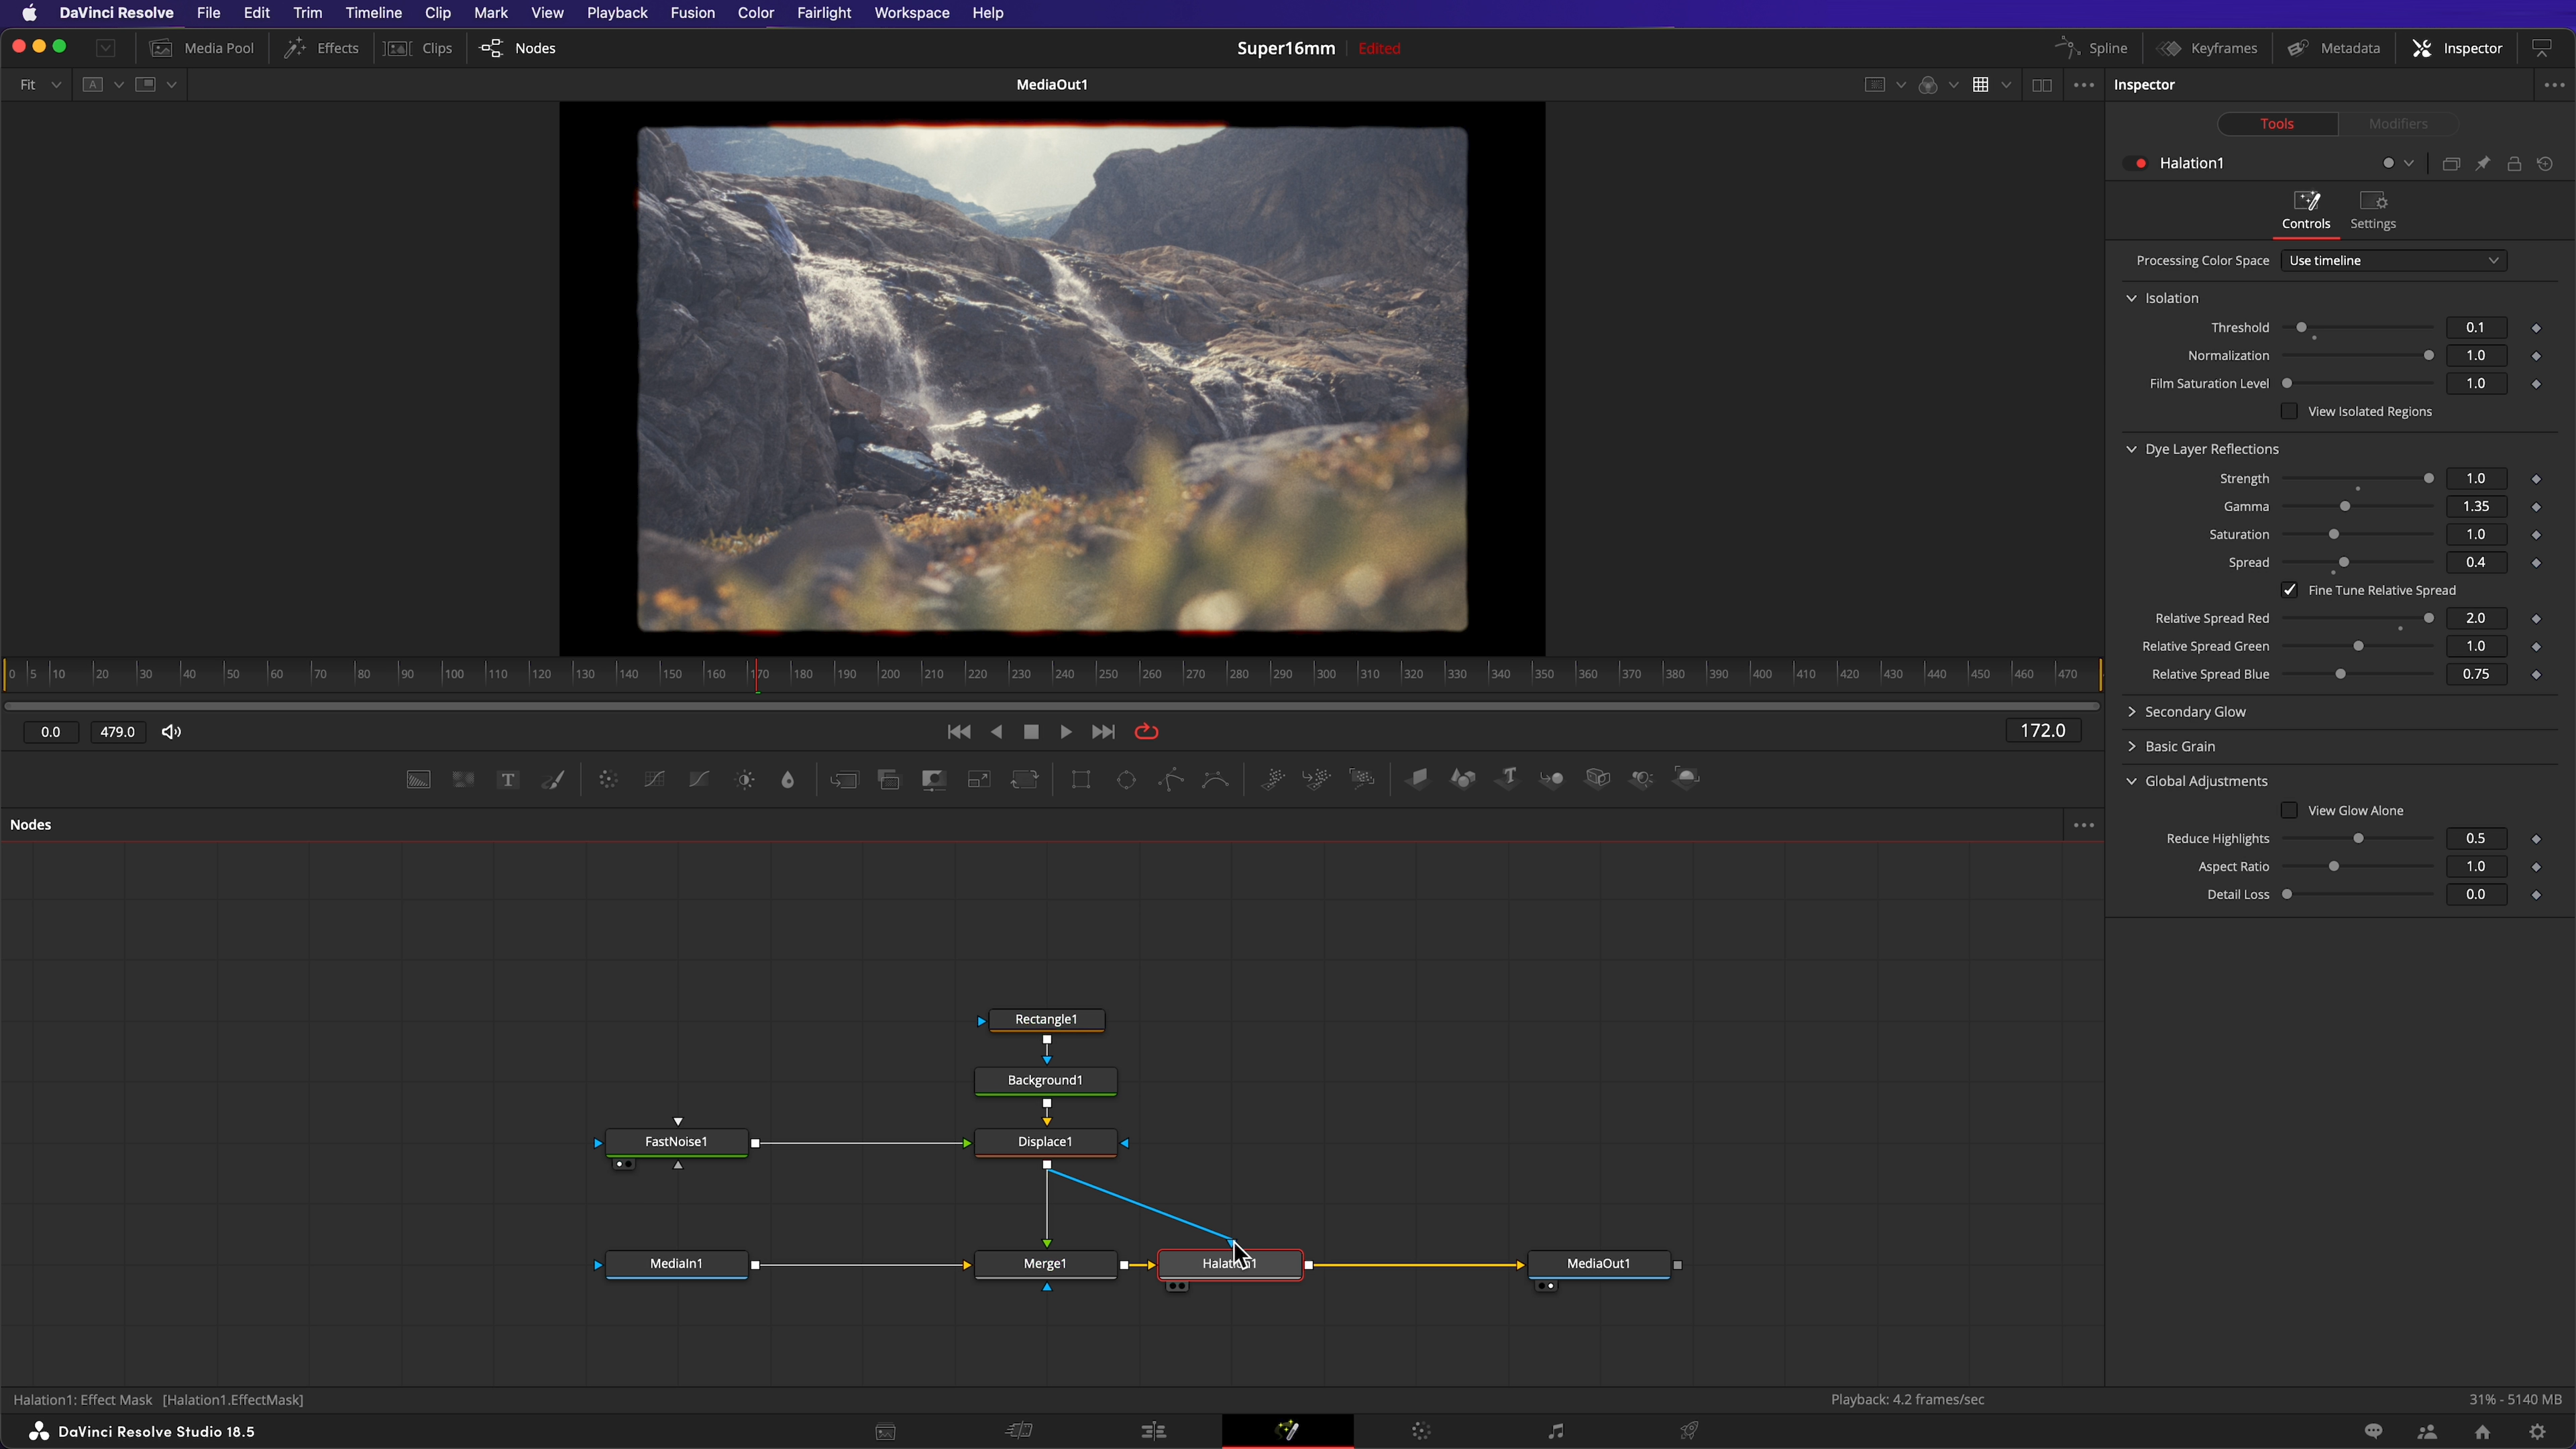 DaVinci Resolve File Edit Trim Timeline Clip Mark View Playback Fusion Color Fairlight Workspace Help
Media Pool Effects Clips Nodes Super16mm Edited Spline Keyframes Metadata Inspector
Fit A MediaOut1 Inspector
Tools Modifiers
Halation1
Controls Settings
Processing Color Space Use timeline
Isolation
Threshold 0.1
Normalization 1.0
Film Saturation Level 1.0
View Isolated Regions
Dye Layer Reflections
Strength 1.0
Gamma 1.35
Saturation 1.0
Spread 0.4
Fine Tune Relative Spread
Relative Spread Red 2.0
Relative Spread Green 1.0
Relative Spread Blue 0.75
Secondary Glow
Basic Grain
Global Adjustments
View Glow Alone
Reduce Highlights 0.5
Aspect Ratio 1.0
Detail Loss 0.0
0 5 10 20 30 40 50 60 70 80 90 100 110 120 130 140 150 160 170 180 190 200 210 220 230 240 250 260 270 280 290 300 310 320 330 340 350 360 370 380 390 400 410 420 430 440 450 460 470
0.0 479.0 172.0
T T
Nodes
Rectangle1
Background1
FastNoise1 Displace1
MediaIn1 Merge1 Halation1 MediaOut1
Halation1: Effect Mask [Halation1.EffectMask] Playback: 4.2 frames/sec 31% - 5140 MB
DaVinci Resolve Studio 18.5